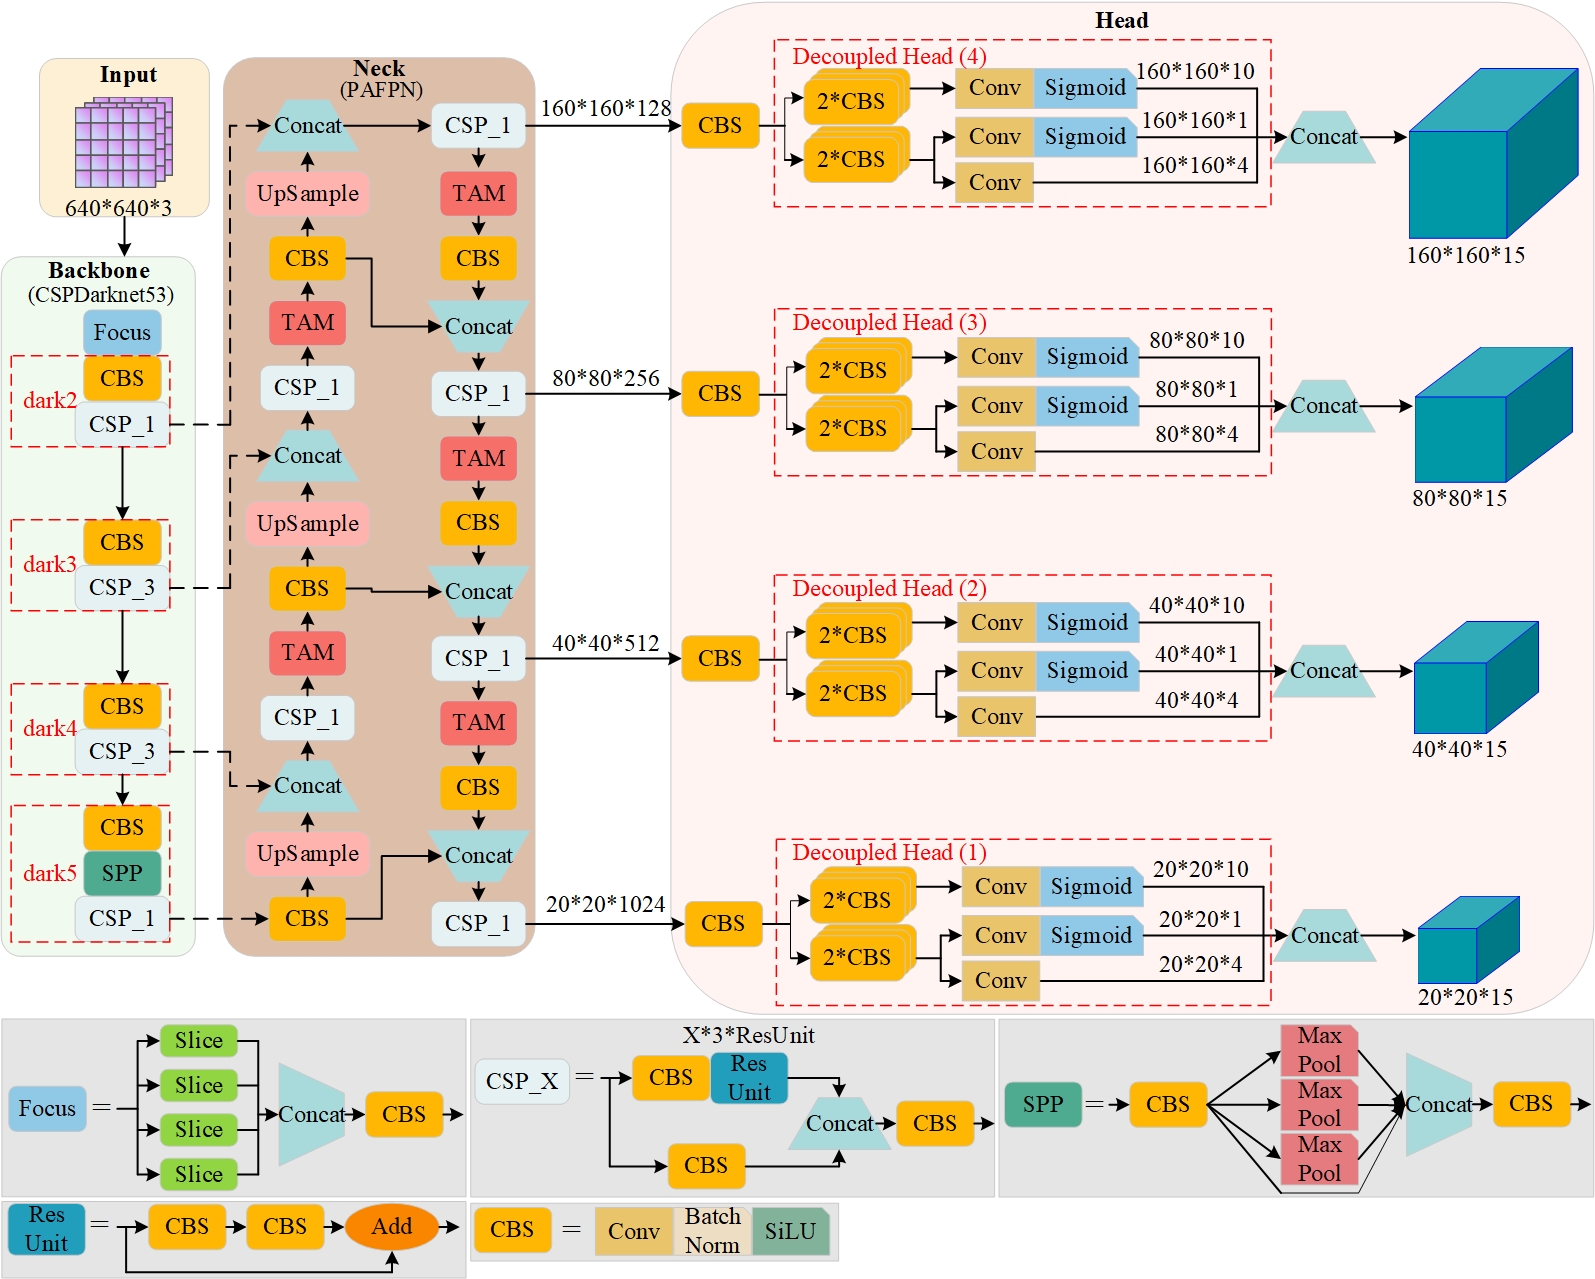 Input
640*640*3
Backbone
(CSPDarknet53)
Focus
CBS
dark2
CSP_1
CBS
dark3
CSP_3
CBS
dark4
CSP_3
CBS
dark5
SPP
CSP_1
Neck
(PAFPN)
Concat
UpSample
CBS
TAM
CSP_1
Concat
UpSample
CBS
TAM
CSP_1
Concat
UpSample
CBS
CSP_1
TAM
CBS
Concat
CSP_1
TAM
CBS
Concat
CSP_1
TAM
CBS
Concat
CSP_1
160*160*128
80*80*256
40*40*512
20*20*1024
Head
Decoupled Head (4)
CBS
2*CBS
2*CBS
Conv
Sigmoid
160*160*10
Conv
Sigmoid
160*160*1
Conv
160*160*4
Concat
160*160*15
Decoupled Head (3)
CBS
2*CBS
2*CBS
Conv
Sigmoid
80*80*10
Conv
Sigmoid
80*80*1
Conv
80*80*4
Concat
80*80*15
Decoupled Head (2)
CBS
2*CBS
2*CBS
Conv
Sigmoid
40*40*10
Conv
Sigmoid
40*40*1
Conv
40*40*4
Concat
40*40*15
Decoupled Head (1)
CBS
2*CBS
2*CBS
Conv
Sigmoid
20*20*10
Conv
Sigmoid
20*20*1
Conv
20*20*4
Concat
20*20*15
Focus =
Slice
Slice
Slice
Slice
Concat
CBS
X*3*ResUnit
CSP_X =
CBS
Res
Unit
CBS
Concat
CBS
SPP =
CBS
Max
Pool
Max
Pool
Max
Pool
Concat
CBS
Res
Unit
=
CBS
CBS
Add
CBS =
Conv
Batch
Norm
SiLU